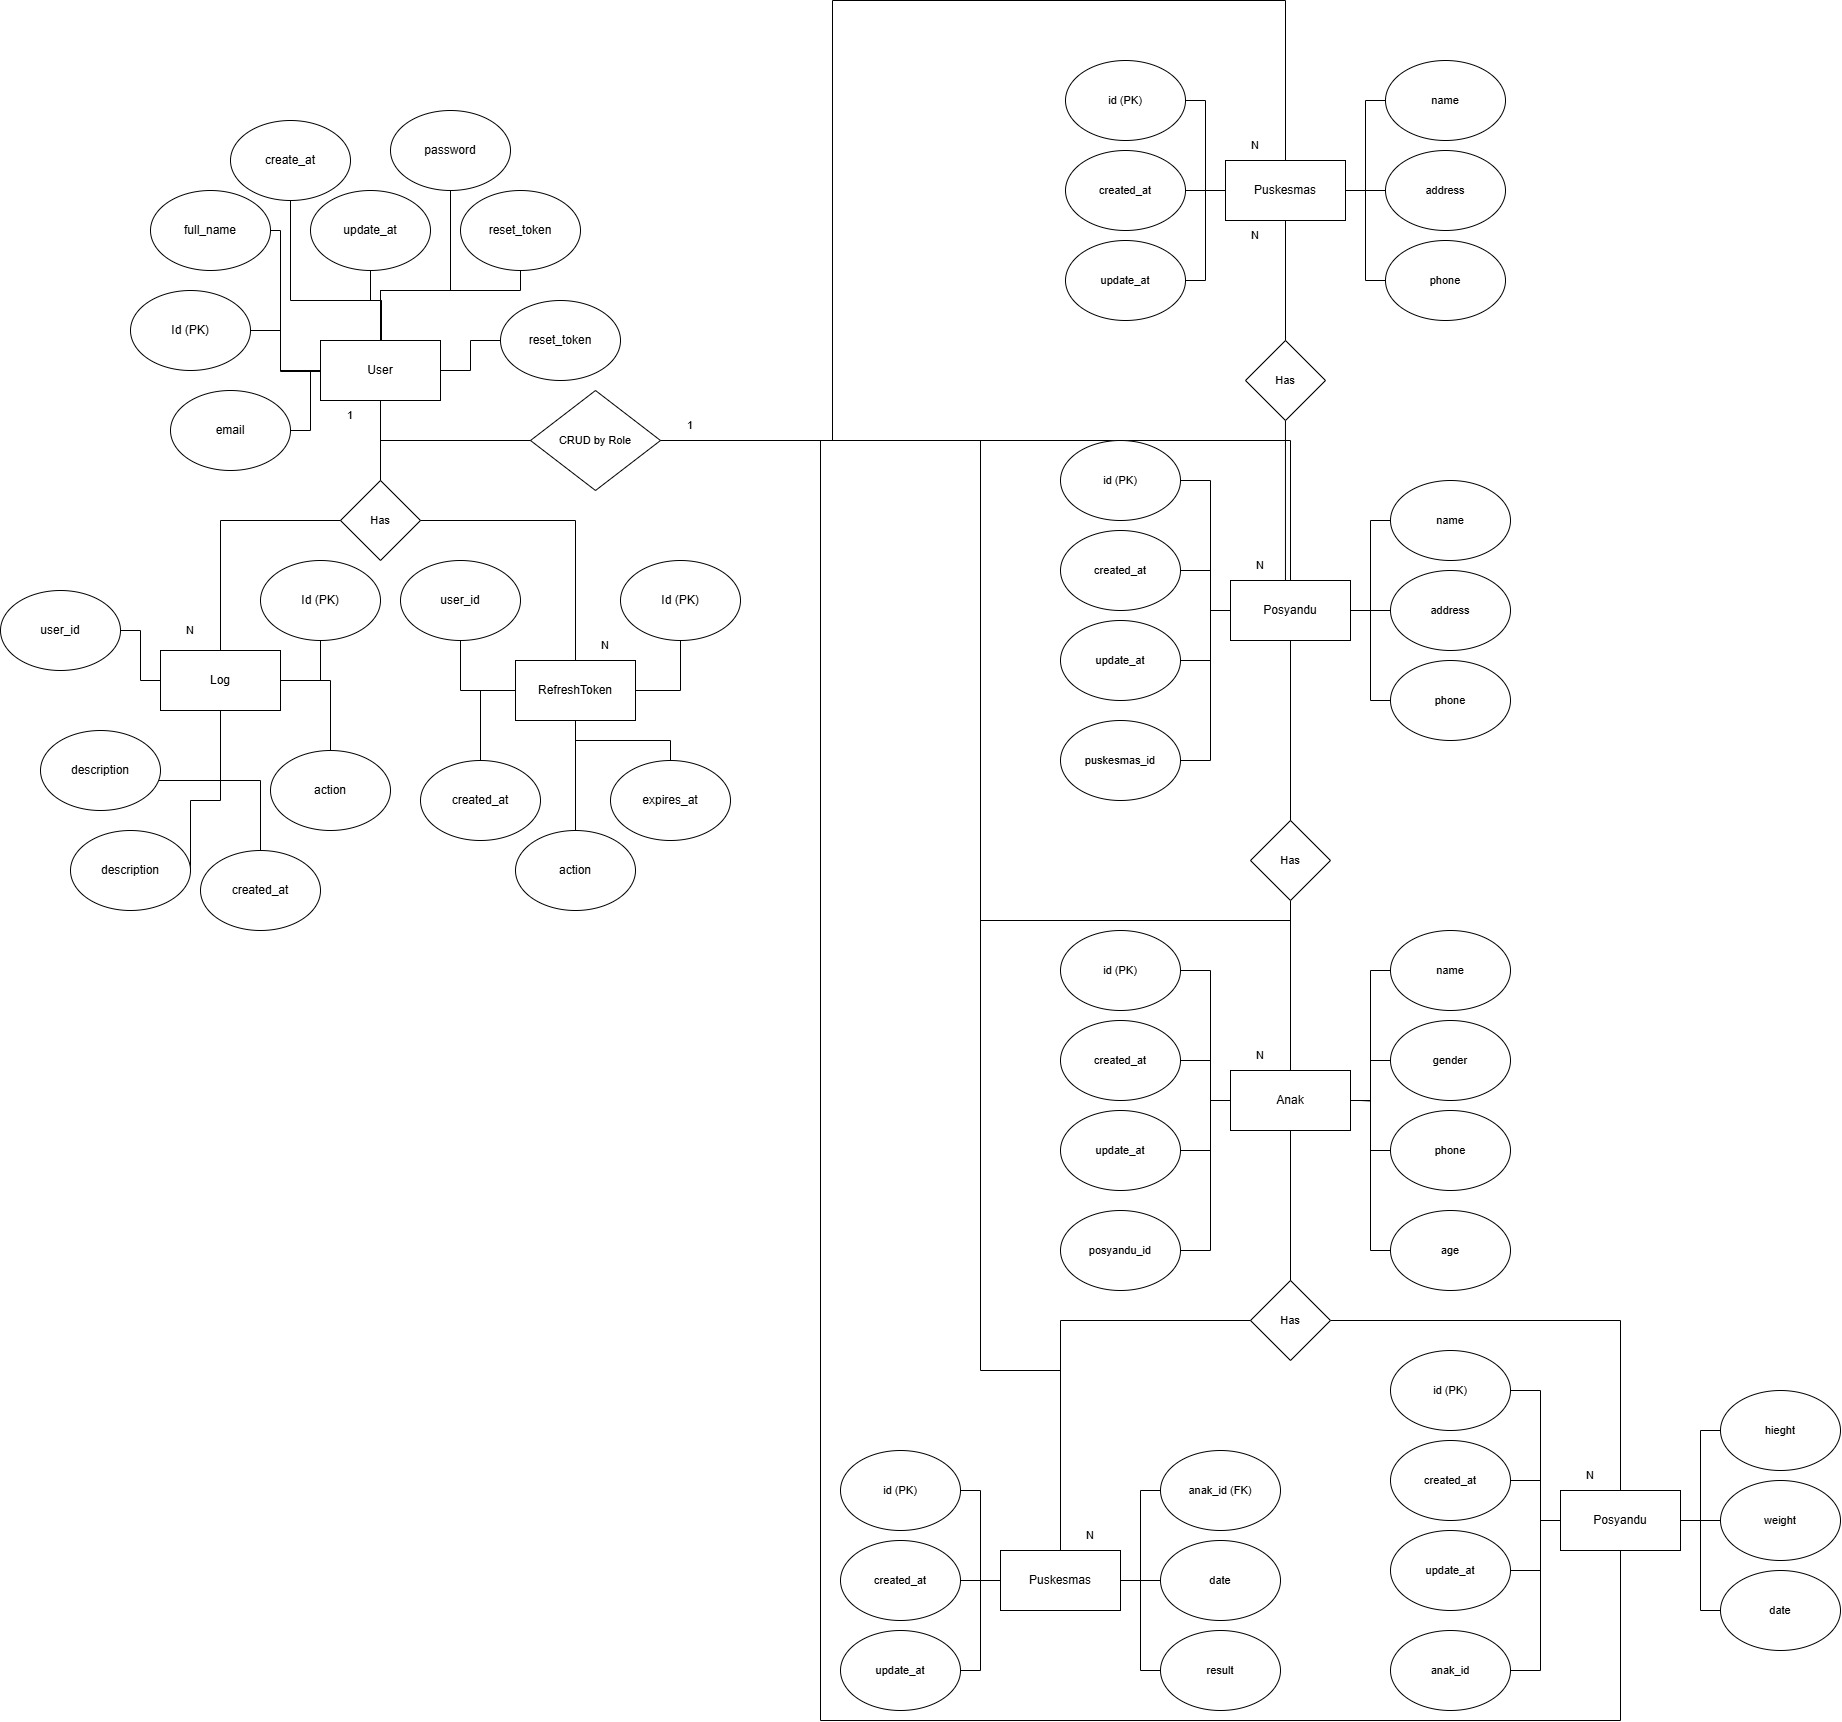 create_at
password
full_name
update_at
reset_token
Id (PK)
User
reset_token
email
1
CRUD by Role
1
Has
user_id
N
Id (PK)
user_id
Id (PK)
N
Log
RefreshToken
description
action
created_at
expires_at
description
created_at
action
id (PK)
name
N
created_at
Puskesmas
address
N
update_at
phone
Has
id (PK)
name
created_at
N
Posyandu
address
update_at
phone
puskesmas_id
Has
id (PK)
name
created_at
N
gender
Anak
update_at
phone
posyandu_id
age
Has
id (PK)
hieght
created_at
N
Posyandu
weight
update_at
date
anak_id
id (PK)
anak_id (FK)
N
created_at
Puskesmas
date
update_at
result